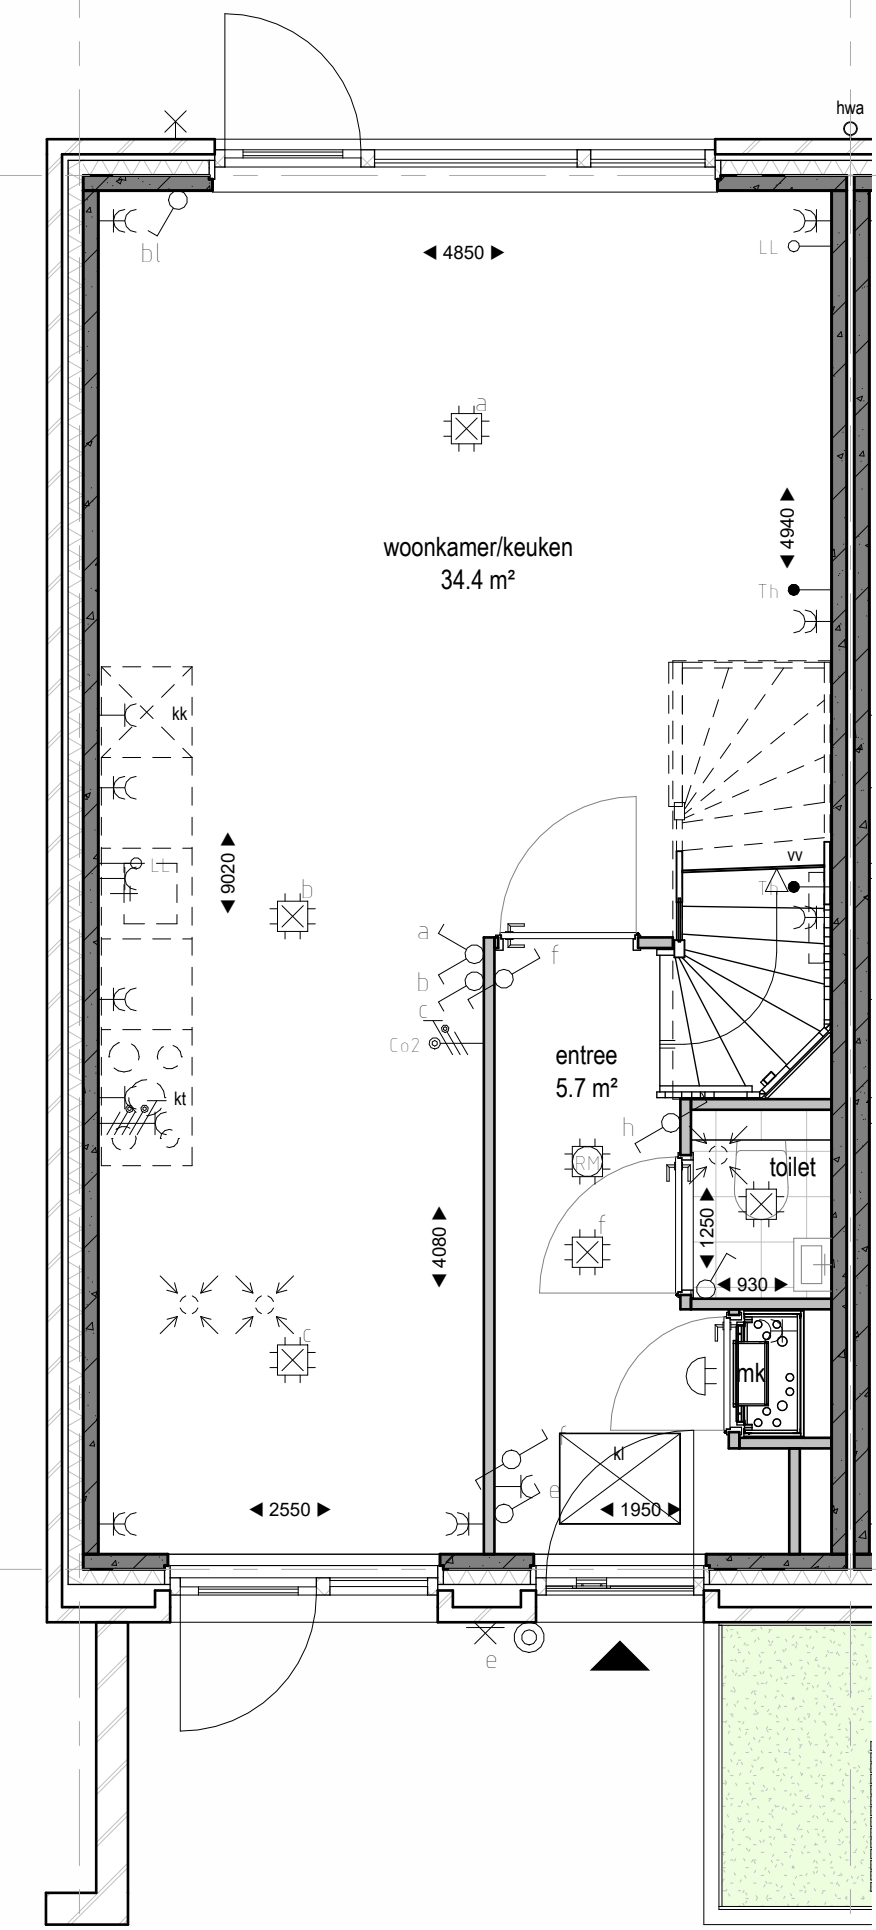 hwa
bl
4850
LL
a
woonkamer/keuken
34.4 m²
4940
Th
kk
9020
LL
vv
Th
b
a
b
c
f
Co2
entree
5.7 m²
kt
h
RM
toilet
1250
930
4080
f
c
mk
f
kl
e
2550
1950
e